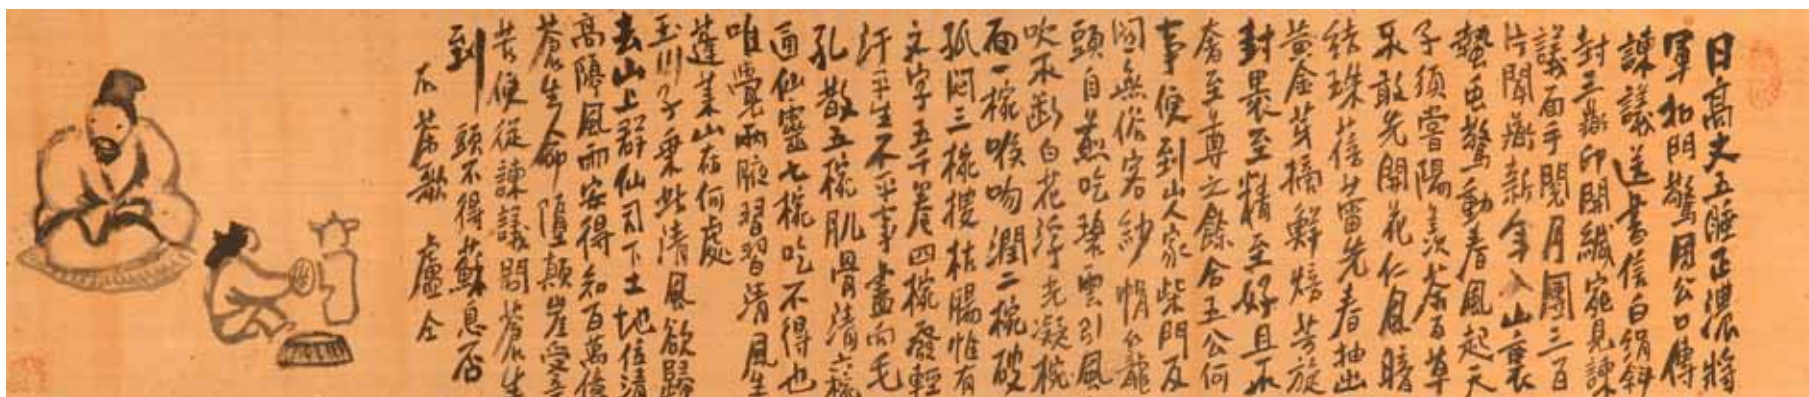 日高丈五睡正濃將
軍扣門驚周公口傳
諫議送書信白絹斜
封三道印開緘宛見諫
議面手閱月團三百
片聞道新年入山裏
蟄虫驚動春風起天
子須嘗陽羨茶百草
不敢先開花仁風暗
結珠蓓蕾先春抽出
黄金芽摘鮮焙芳旋
封裹至精至好且不
奢至尊之餘合王公何
事便到山人家柴門反
關無俗客紗帽籠
頭自煎吃碧雲引風
吹不斷白花浮光凝椀
面一椀喉吻潤二椀破
孤悶三椀搜枯腸惟有
文字五千卷四椀發輕
汗平生不平事盡向毛
孔散五椀肌骨清六椀
通仙靈七椀吃不得也
唯覺兩腋習習清風生
蓬萊山在何處
玉川子乘此清風欲歸
去山上群仙司下土地位清
高隔風雨安得知百萬億
蒼生命墮顛崖受辛
苦便從諫議問蒼生
到頭不得蘇息否
右茶歌 盧仝